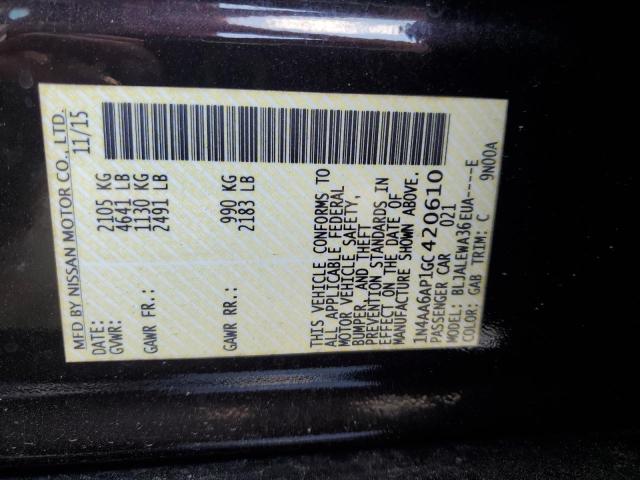 MFD BY NISSAN MOTOR CO., LTD.
DATE: 11/15
GVWR: 2105 KG
4641 LB
GAWR FR: 1130 KG
2491 LB
GAWR RR: 990 KG
2183 LB
THIS VEHICLE CONFORMS TO
ALL APPLICABLE FEDERAL
MOTOR VEHICLE SAFETY,
BUMPER, AND THEFT
PREVENTION STANDARDS IN
EFFECT ON THE DATE OF
MANUFACTURE SHOWN ABOVE.
1N4AA6AP1GC420610
PASSENGER CAR 021
MODEL: BLJALEWA36EUA----E
COLOR: GAB TRIM: C 9N00A